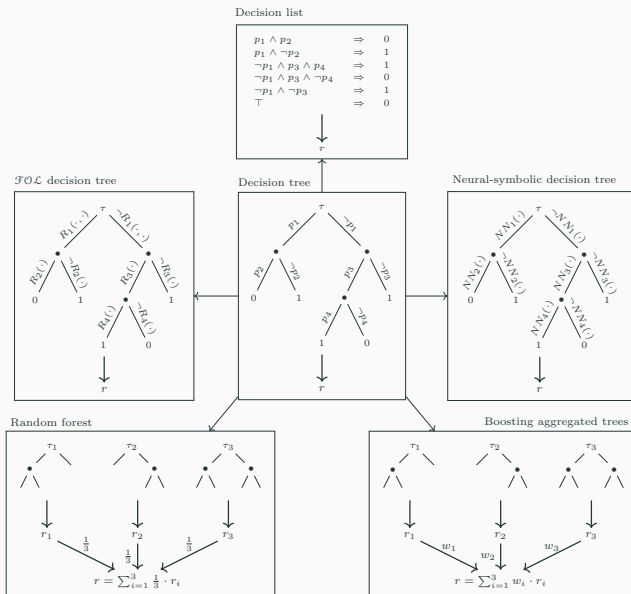 Decision list
p₁ ∧ p₂ ⇒ 0
p₁ ∧ ¬p₂ ⇒ 1
¬p₁ ∧ p₃ ∧ p₄ ⇒ 1
¬p₁ ∧ p₃ ∧ ¬p₄ ⇒ 0
¬p₁ ∧ ¬p₃ ⇒ 1
⊤ ⇒ 0
r
ℱ𝒪ℒ decision tree
τ
R₁(·,·) ¬R₁(·,·)
R₂(·) ¬R₂(·) R₃(·) ¬R₃(·)
0 1 1
R₄(·) ¬R₄(·)
1 0
r
Decision tree
τ
p₁ ¬p₁
p₂ ¬p₂ p₃ ¬p₃
0 1 1
p₄ ¬p₄
1 0
r
Neural-symbolic decision tree
τ
NN₁(·) ¬NN₁(·)
NN₂(·) ¬NN₂(·) NN₃(·) ¬NN₃(·)
0 1 1
NN₄(·) ¬NN₄(·)
1 0
r
Random forest
τ₁ τ₂ τ₃
r₁ r₂ r₃
1/3 1/3 1/3
r = ∑³ᵢ₌₁ 1/3 · rᵢ
Boosting aggregated trees
τ₁ τ₂ τ₃
r₁ r₂ r₃
w₁ w₂ w₃
r = ∑³ᵢ₌₁ wᵢ · rᵢ